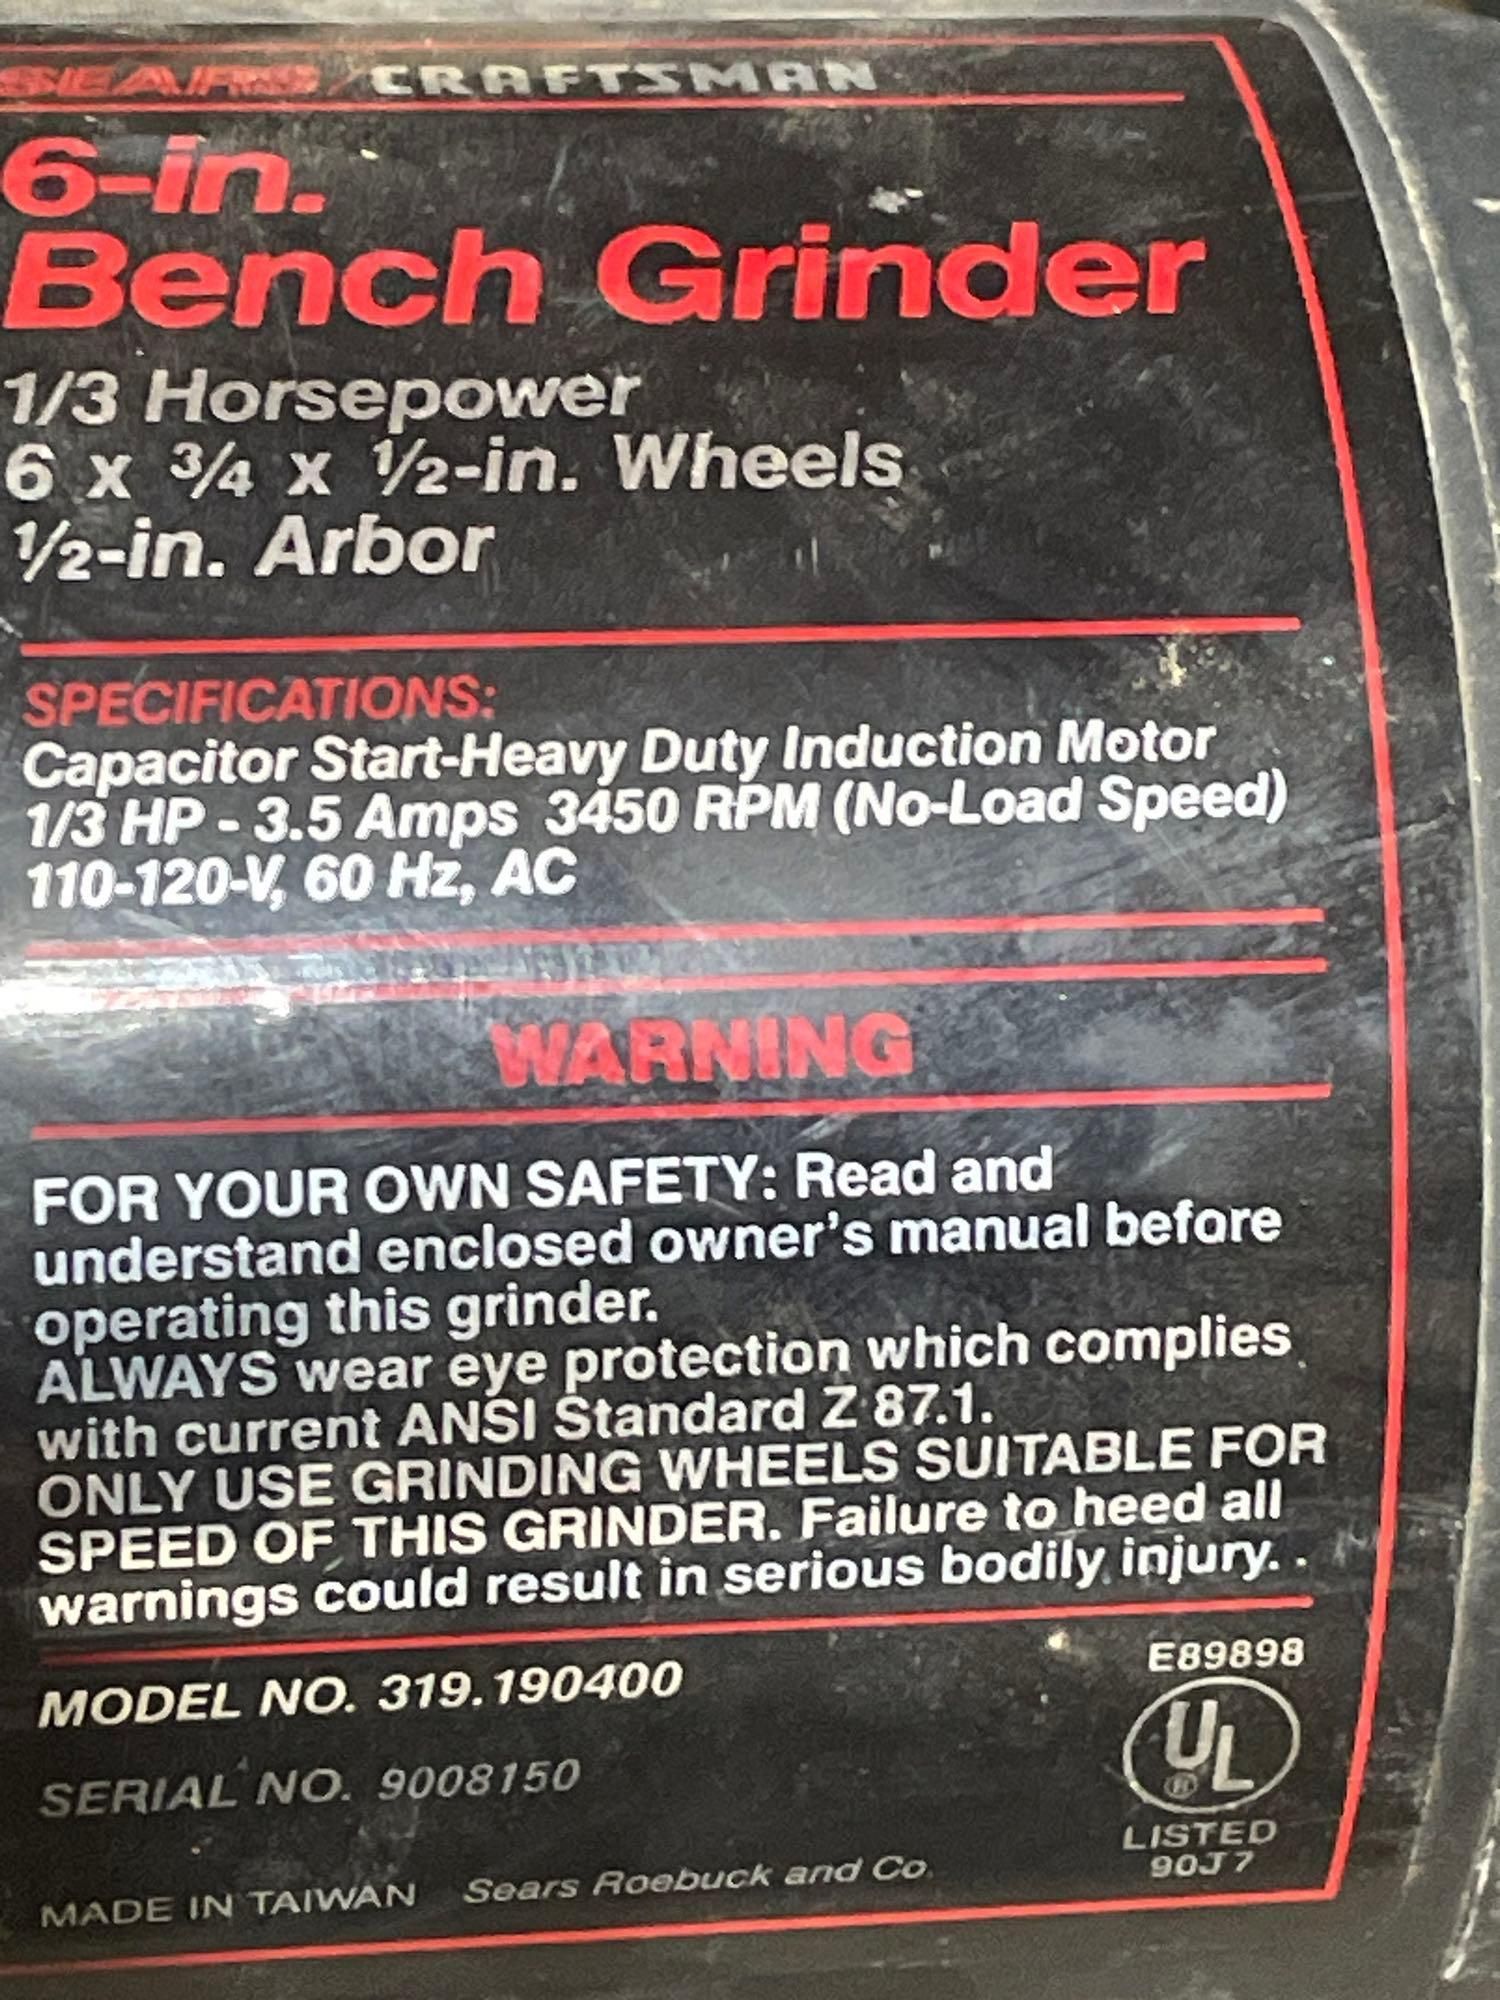 SEARS / CRAFTSMAN
6-in.
Bench Grinder
1/3 Horsepower
6 x 3/4 x 1/2-in. Wheels
1/2-in. Arbor
SPECIFICATIONS:
Capacitor Start-Heavy Duty Induction Motor
1/3 HP - 3.5 Amps 3450 RPM (No-Load Speed)
110-120-V, 60 Hz, AC
WARNING
FOR YOUR OWN SAFETY: Read and
understand enclosed owner's manual before
operating this grinder.
ALWAYS wear eye protection which complies
with current ANSI Standard Z 87.1.
ONLY USE GRINDING WHEELS SUITABLE FOR
SPEED OF THIS GRINDER. Failure to heed all
warnings could result in serious bodily injury. .
MODEL NO. 319.190400
SERIAL NO. 9008150
MADE IN TAIWAN Sears Roebuck and Co.
E89898
UL
®
LISTED
90J7